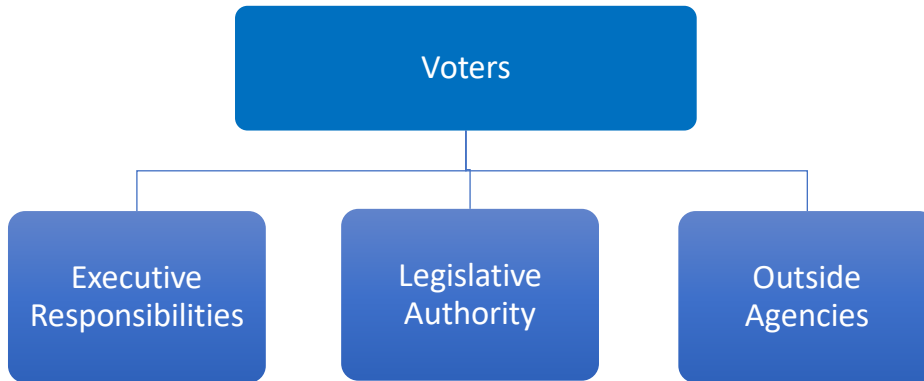 Voters
Executive
Responsibilities
Legislative
Authority
Outside
Agencies